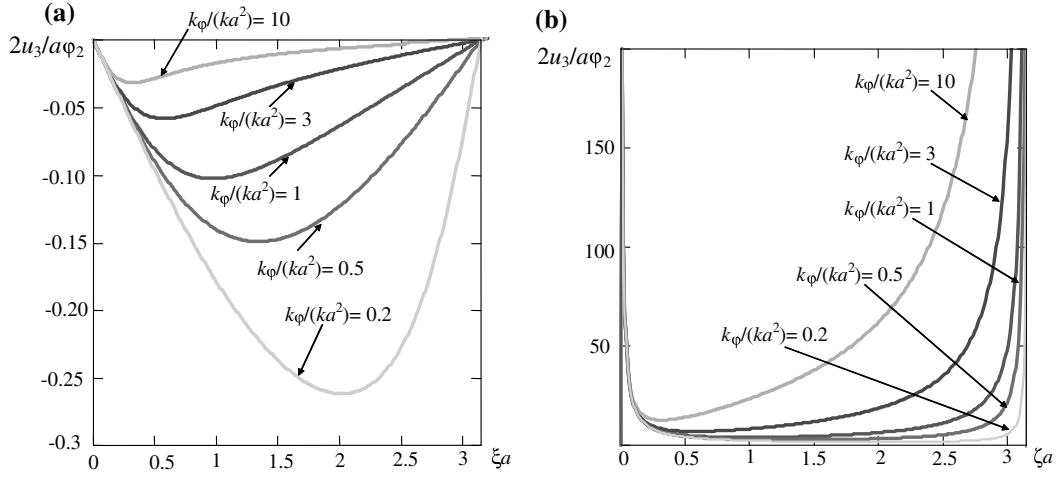 (a)
kφ/(ka²)= 10
2u₃/aφ₂
-0.05
kφ/(ka²)= 3
-0.10
kφ/(ka²)= 1
-0.15
kφ/(ka²)= 0.5
-0.20
kφ/(ka²)= 0.2
-0.25
-0.3
0 0.5 1 1.5 2 2.5 3 ξa
(b)
2u₃/aφ₂
kφ/(ka²)= 10
150
kφ/(ka²)= 3
kφ/(ka²)= 1
100
kφ/(ka²)= 0.5
kφ/(ka²)= 0.2
50
0 0.5 1 1.5 2 2.5 3 ζa